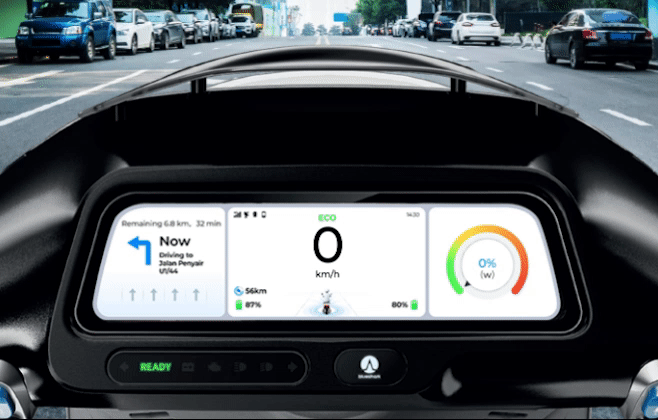 Remaining 6.8 km, 32 min
Now
Driving to
Jalan Penyair
U1/44
ECO
14:30
0
km/h
56km
87%
80%
0%
(w)
READY